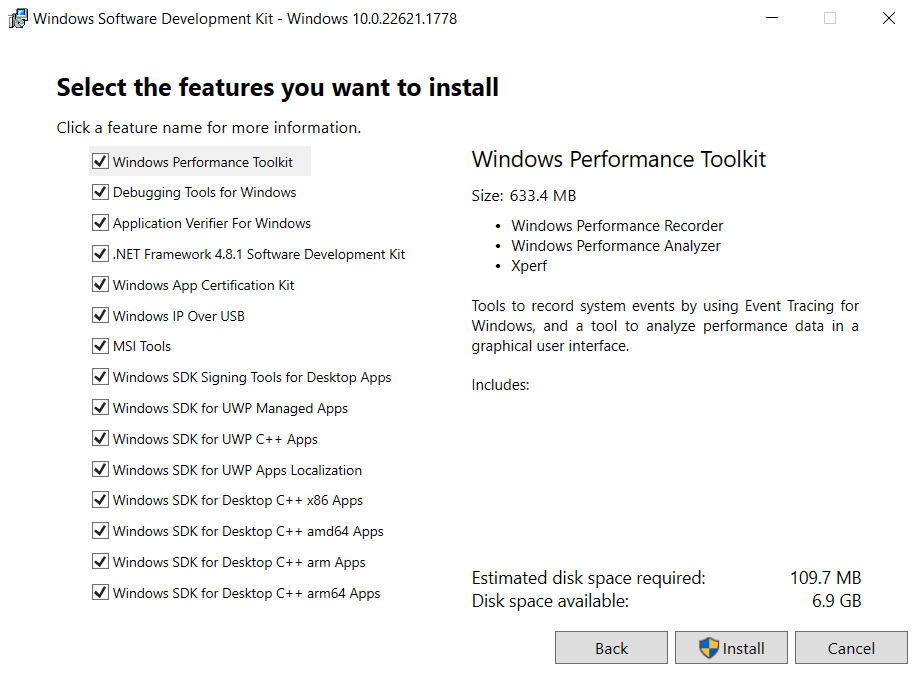 Windows Software Development Kit - Windows 10.0.22621.1778
Select the features you want to install
Click a feature name for more information.
Windows Performance Toolkit
Debugging Tools for Windows
Application Verifier For Windows
.NET Framework 4.8.1 Software Development Kit
Windows App Certification Kit
Windows IP Over USB
MSI Tools
Windows SDK Signing Tools for Desktop Apps
Windows SDK for UWP Managed Apps
Windows SDK for UWP C++ Apps
Windows SDK for UWP Apps Localization
Windows SDK for Desktop C++ x86 Apps
Windows SDK for Desktop C++ amd64 Apps
Windows SDK for Desktop C++ arm Apps
Windows SDK for Desktop C++ arm64 Apps
Windows Performance Toolkit
Size: 633.4 MB
• Windows Performance Recorder
• Windows Performance Analyzer
• Xperf
Tools to record system events by using Event Tracing for
Windows, and a tool to analyze performance data in a
graphical user interface.
Includes:
Estimated disk space required: 109.7 MB
Disk space available: 6.9 GB
Back Install Cancel